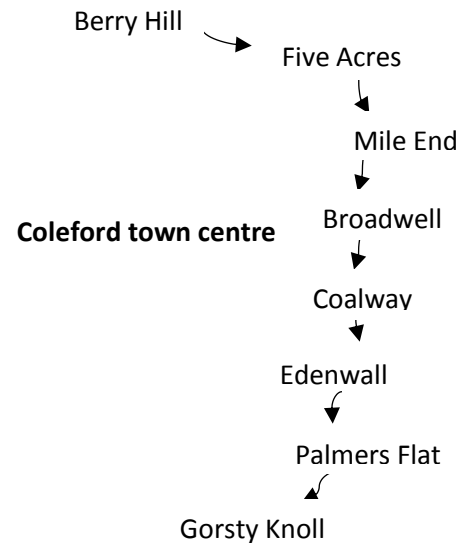 Berry Hill
Five Acres
Mile End
Broadwell
Coleford town centre
Coalway
Edenwall
Palmers Flat
Gorsty Knoll